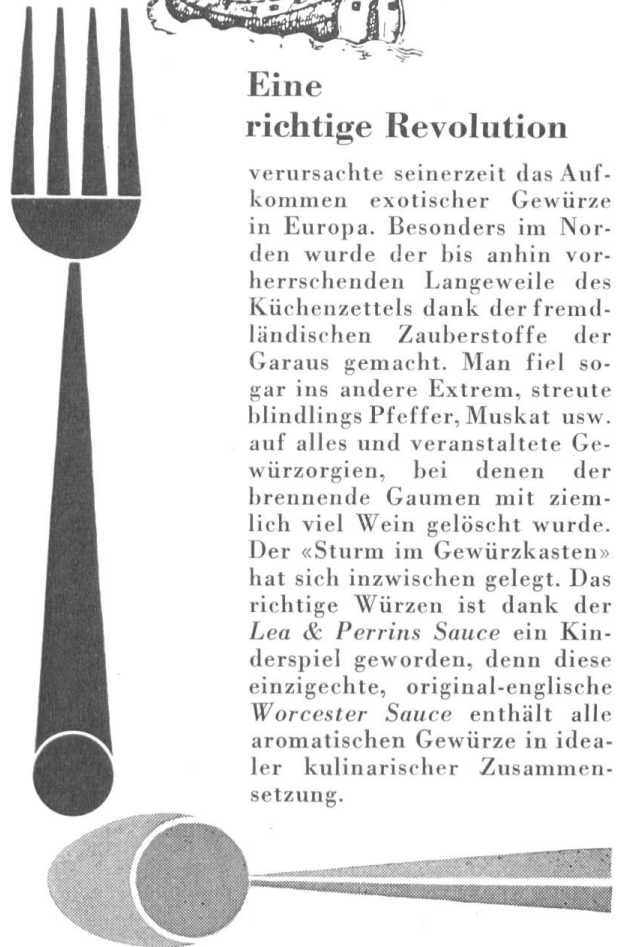 Eine
richtige Revolution
verursachte seinerzeit das Auf-
kommen exotischer Gewürze
in Europa. Besonders im Nor-
den wurde der bis anhin vor-
herrschenden Langeweile des
Küchenzettels dank der fremd-
ländischen Zauberstoffe der
Garaus gemacht. Man fiel so-
gar ins andere Extrem, streute
blindlings Pfeffer, Muskat usw.
auf alles und veranstaltete Ge-
würzorgien, bei denen der
brennende Gaumen mit ziem-
lich viel Wein gelöscht wurde.
Der «Sturm im Gewürzkasten»
hat sich inzwischen gelegt. Das
richtige Würzen ist dank der
Lea & Perrins Sauce ein Kin-
derspiel geworden, denn diese
einzigechte, original-englische
Worcester Sauce enthält alle
aromatischen Gewürze in idea-
ler kulinarischer Zusammen-
setzung.